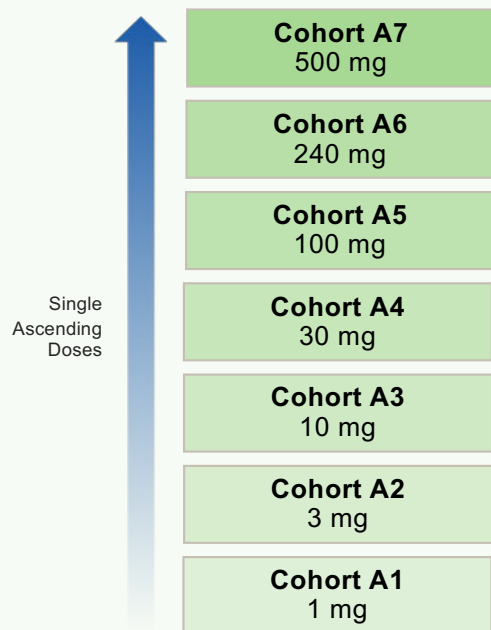 Cohort A7
500 mg
Cohort A6
240 mg
Cohort A5
100 mg
Single
Ascending
Doses
Cohort A4
30 mg
Cohort A3
10 mg
Cohort A2
3 mg
Cohort A1
1 mg